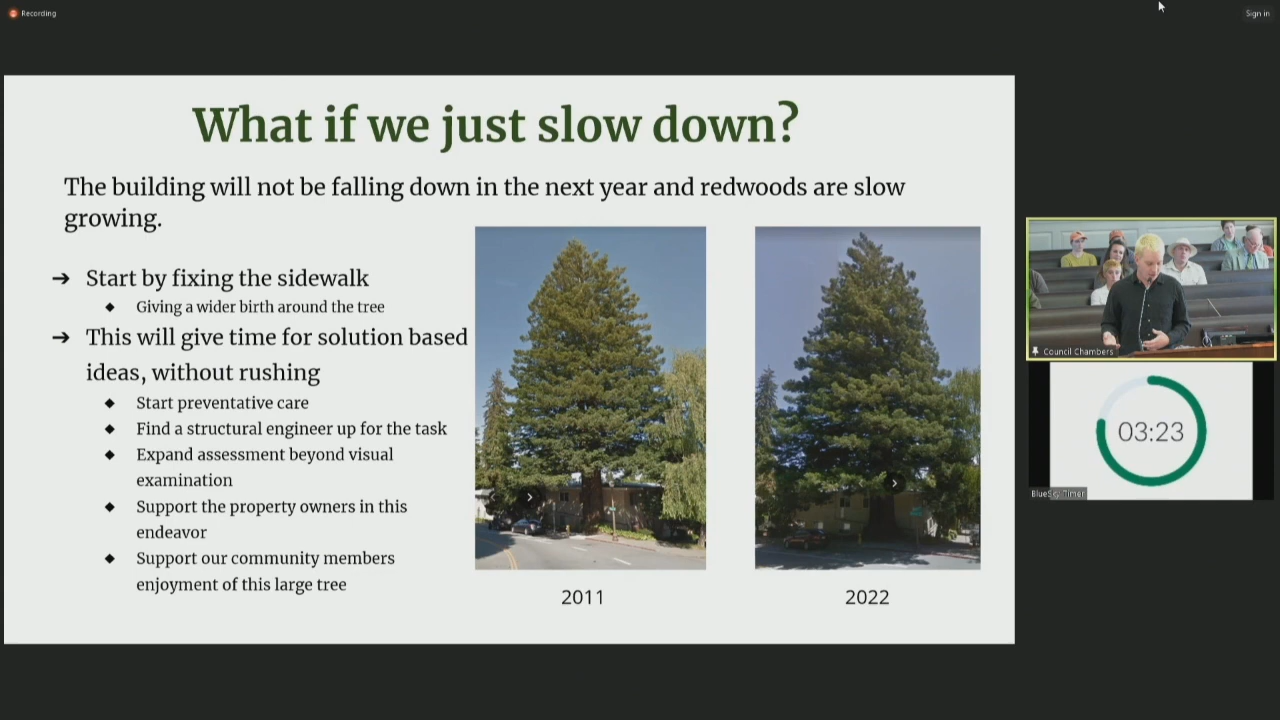 Recording
Sign in
What if we just slow down?
The building will not be falling down in the next year and redwoods are slow
growing.
➔ Start by fixing the sidewalk
◆ Giving a wider birth around the tree
➔ This will give time for solution based
ideas, without rushing
◆ Start preventative care
◆ Find a structural engineer up for the task
◆ Expand assessment beyond visual
examination
◆ Support the property owners in this
endeavor
◆ Support our community members
enjoyment of this large tree
2011
2022
Council Chambers
03:23
BlueSky Timer